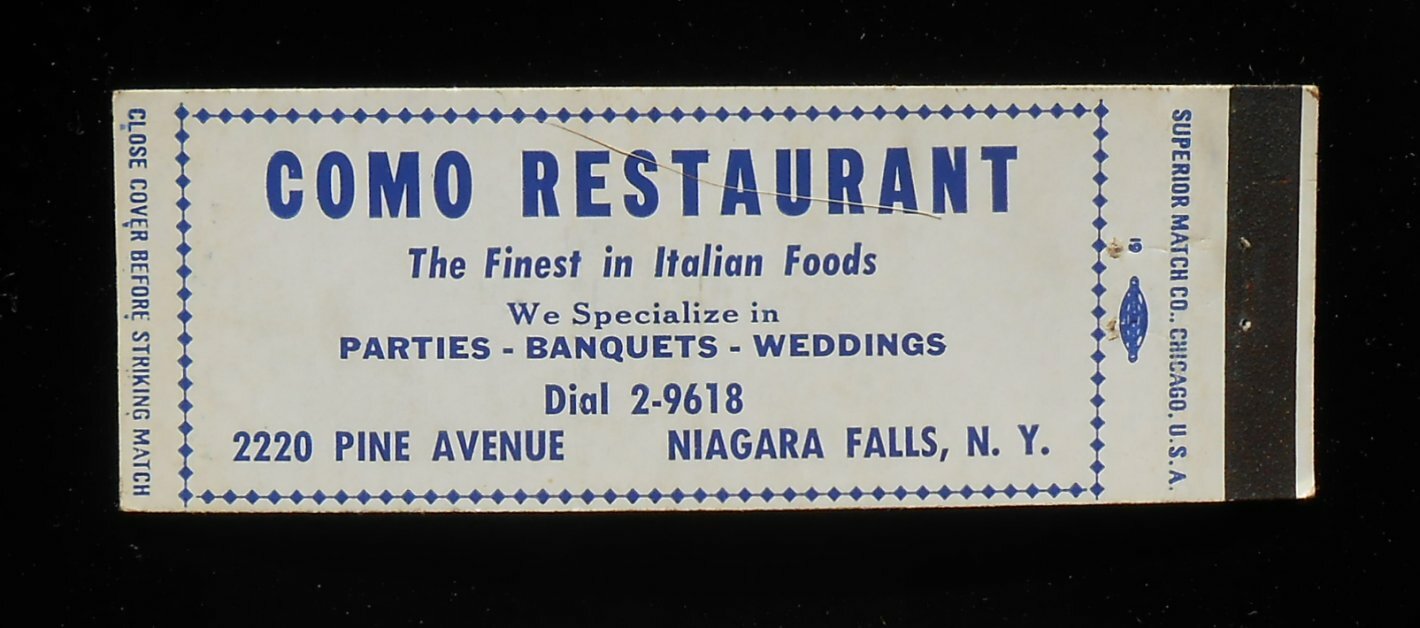 CLOSE COVER BEFORE STRIKING MATCH
COMO RESTAURANT
The Finest in Italian Foods
We Specialize in
PARTIES - BANQUETS - WEDDINGS
Dial 2-9618
2220 PINE AVENUE NIAGARA FALLS, N. Y.
SUPERIOR MATCH CO., CHICAGO, U. S. A.